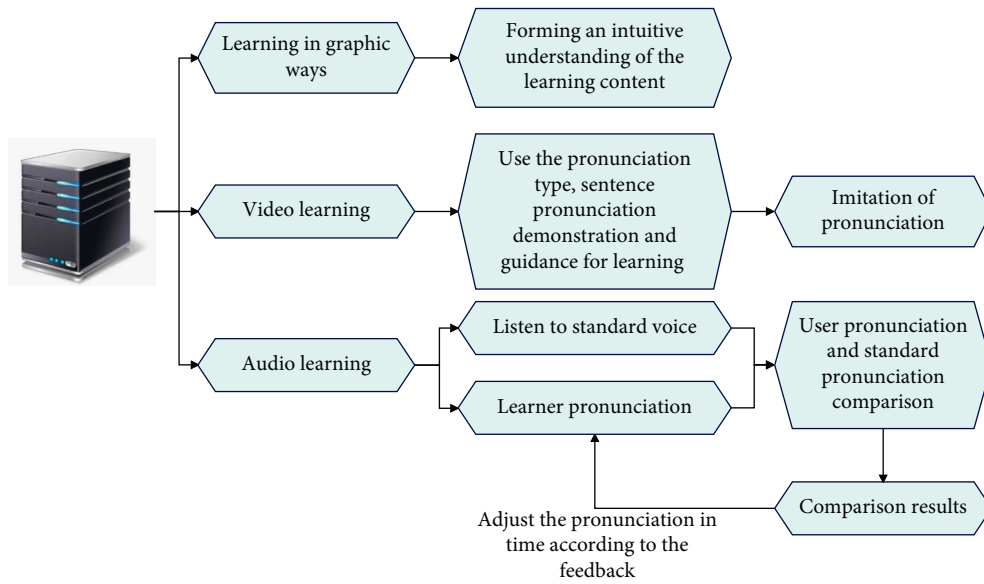 Learning in graphic
ways
Forming an intuitive
understanding of the
learning content
Video learning
Use the pronunciation
type, sentence
pronunciation
demonstration and
guidance for learning
Imitation of
pronunciation
Audio learning
Listen to standard voice
Learner pronunciation
User pronunciation
and standard
pronunciation
comparison
Comparison results
Adjust the pronunciation in
time according to the
feedback